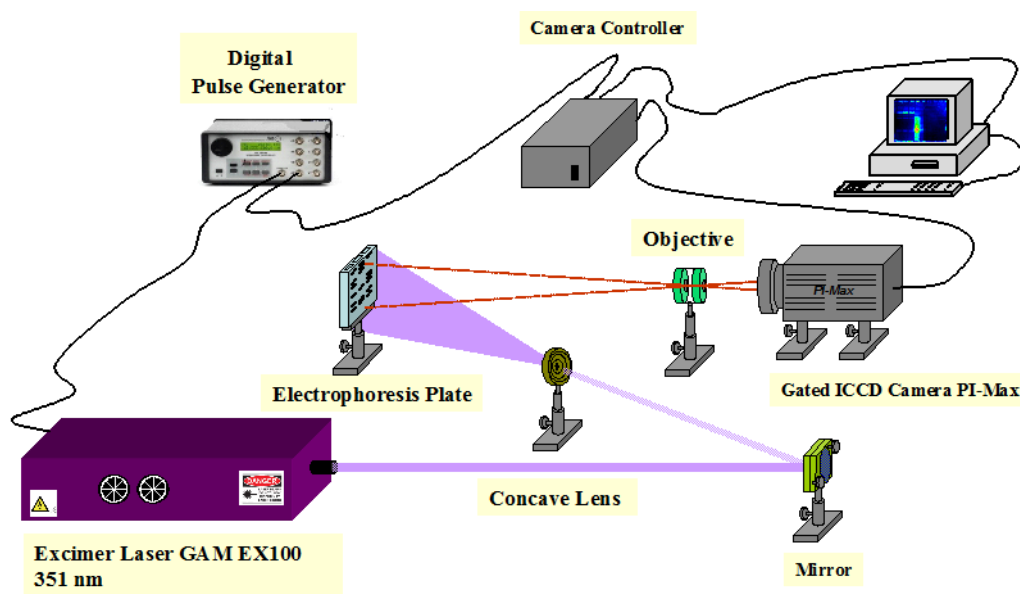 Camera Controller
Digital
Pulse Generator
Objective
PI-Max
Electrophoresis Plate
Gated ICCD Camera PI-Max
DANGER
Concave Lens
Excimer Laser GAM EX100
351 nm
Mirror